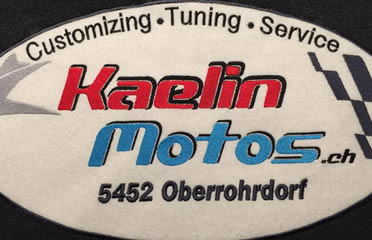 Customizing • Tuning • Service
Kaelin
Motos.ch
5452 Oberrohrdorf